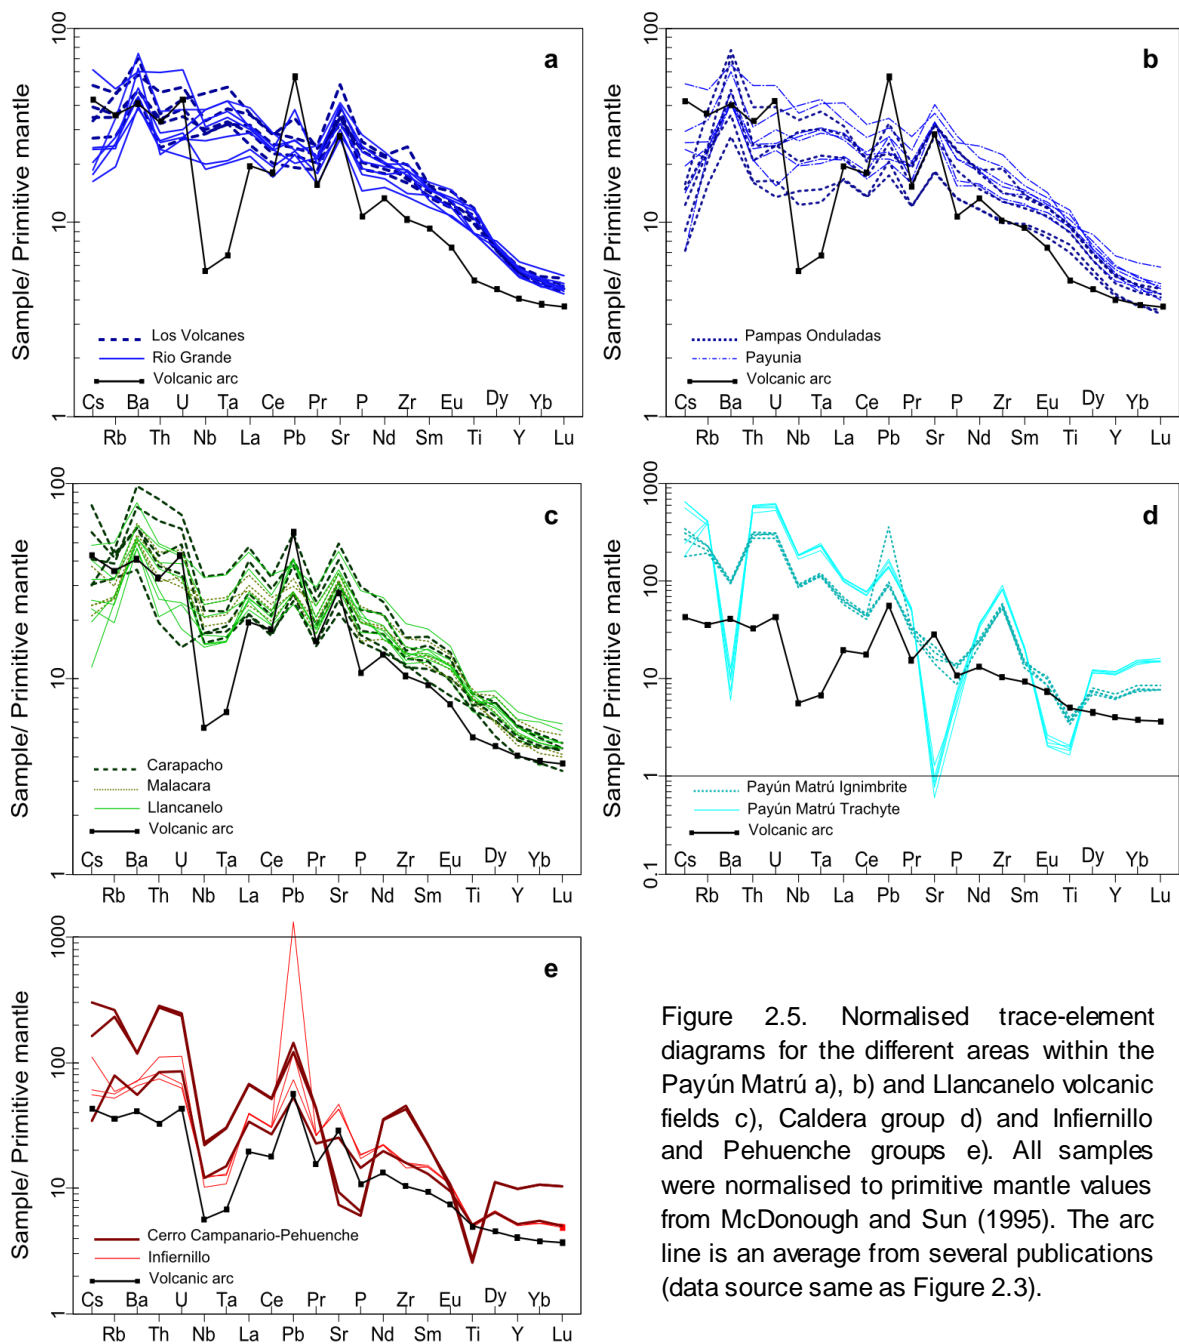 100
a
10
1
Sample/ Primitive mantle
Los Volcanes
Rio Grande
Volcanic arc
Cs Ba U Ta Ce Pr P Zr Eu Dy Yb
Rb Th Nb La Pb Sr Nd Sm Ti Y Lu
100
b
10
1
Sample/ Primitive mantle
Pampas Onduladas
Payunia
Volcanic arc
Cs Ba U Ta Ce Pr P Zr Eu Dy Yb
Rb Th Nb La Pb Sr Nd Sm Ti Y Lu
100
c
10
1
Sample/ Primitive mantle
Carapacho
Malacara
Llancanelo
Volcanic arc
Cs Ba U Ta Ce Pr P Zr Eu Dy Yb
Rb Th Nb La Pb Sr Nd Sm Ti Y Lu
1000
d
100
10
1
0.1
Sample/ Primitive mantle
Payún Matrú Ignimbrite
Payún Matrú Trachyte
Volcanic arc
Cs Ba U Ta Ce Pr P Zr Eu Dy Yb
Rb Th Nb La Pb Sr Nd Sm Ti Y Lu
1000
e
100
10
1
Sample/ Primitive mantle
Cerro Campanario-Pehuenche
Infiernillo
Volcanic arc
Cs Ba U Ta Ce Pr P Zr Eu Dy Yb
Rb Th Nb La Pb Sr Nd Sm Ti Y Lu
Figure 2.5. Normalised trace-element
diagrams for the different areas within the
Payún Matrú a), b) and Llancanelo volcanic
fields c), Caldera group d) and Infiernillo
and Pehuenche groups e). All samples
were normalised to primitive mantle values
from McDonough and Sun (1995). The arc
line is an average from several publications
(data source same as Figure 2.3).